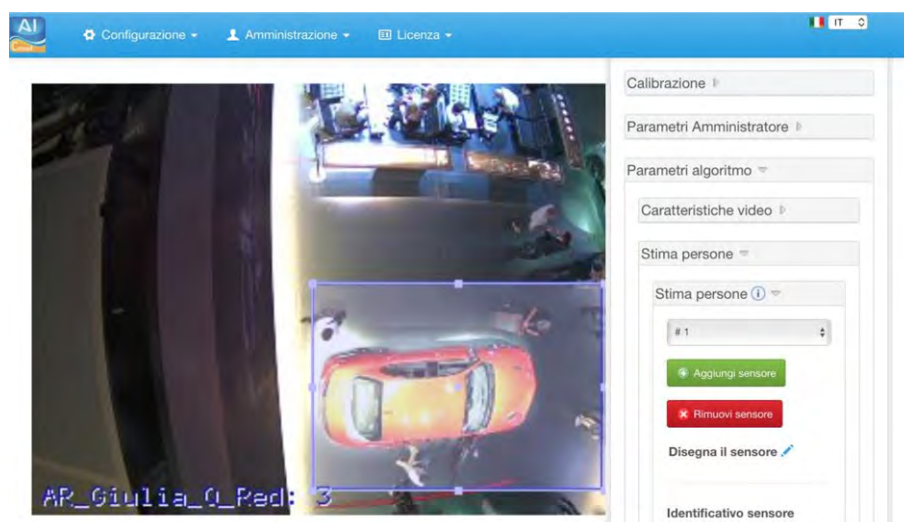 AI
Configurazione
Amministrazione
Licenza
IT
Calibrazione
Parametri Amministratore
Parametri algoritmo
Caratteristiche video
Stima persone
Stima persone
# 1
Aggiungi sensore
Rimuovi sensore
Disegna il sensore
Identificativo sensore
AR_Giulia_Q_Red: 3